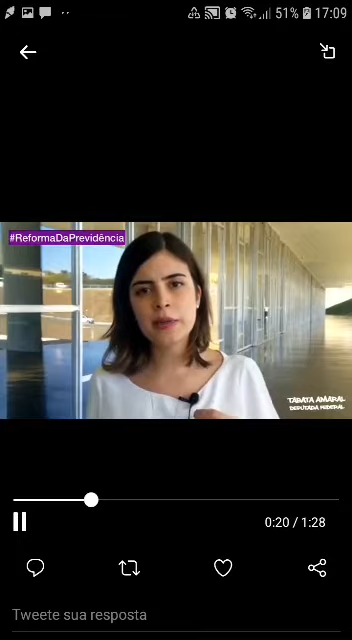 51% 17:09
#ReformaDaPrevidência
TABATA AMARAL
DEPUTADA FEDERAL
0:20 / 1:28
Tweete sua resposta